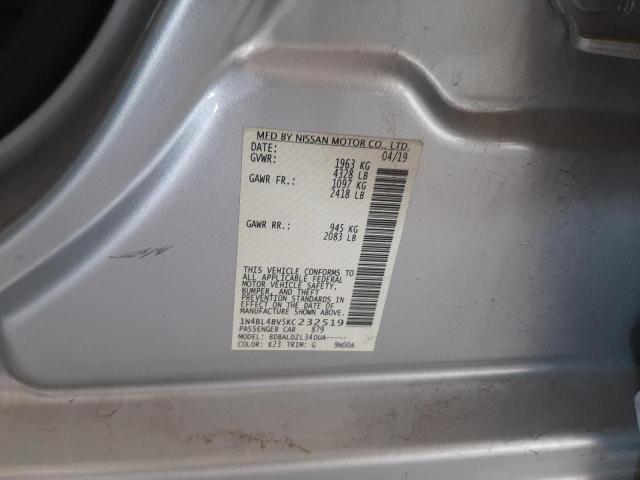 MFD BY NISSAN MOTOR CO., LTD.
DATE: 04/19
GVWR: 1963 KG
4328 LB
GAWR FR.: 1097 KG
2418 LB
GAWR RR.: 945 KG
2083 LB
THIS VEHICLE CONFORMS TO
ALL APPLICABLE FEDERAL
MOTOR VEHICLE SAFETY,
BUMPER, AND THEFT
PREVENTION STANDARDS IN
EFFECT ON THE DATE OF
MANUFACTURE SHOWN ABOVE.
1N4BL4BV5KC232519
PASSENGER CAR 879
MODEL: BDBALDZL34DUA-----
COLOR: K23 TRIM: G 9N00A